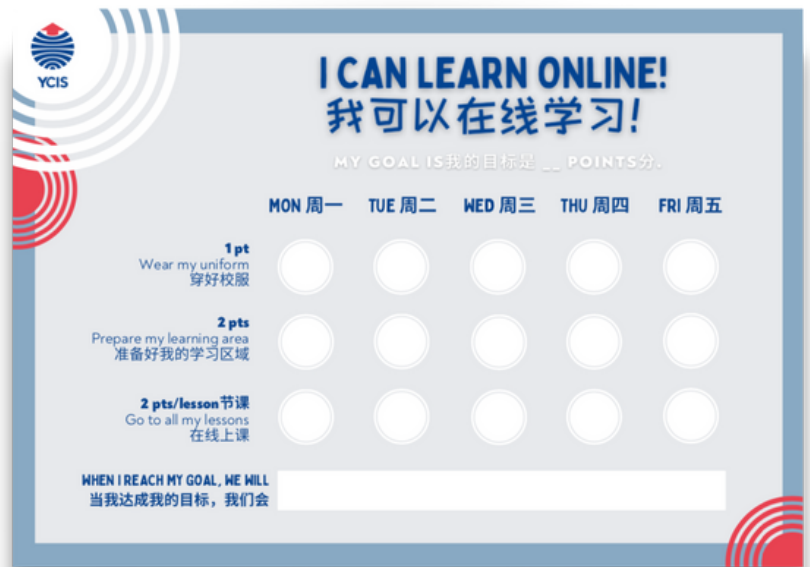 YCIS
I CAN LEARN ONLINE!
我可以在线学习!
MY GOAL IS我的目标是 __ POINTS分.
MON 周一 TUE 周二 WED 周三 THU 周四 FRI 周五
1 pt
Wear my uniform
穿好校服
2 pts
Prepare my learning area
准备好我的学习区域
2 pts/lesson节课
Go to all my lessons
在线上课
WHEN I REACH MY GOAL, WE WILL
当我达成我的目标，我们会